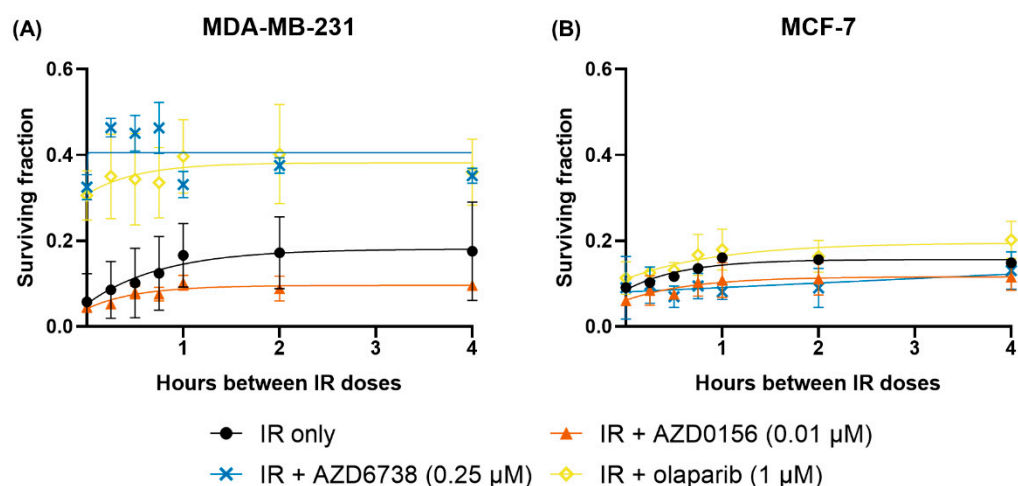 (A) MDA-MB-231
0.6
0.4
0.2
0.0
Surviving fraction
1 2 3 4
Hours between IR doses
(B) MCF-7
0.6
0.4
0.2
0.0
Surviving fraction
1 2 3 4
Hours between IR doses
IR only
IR + AZD0156 (0.01 µM)
IR + AZD6738 (0.25 µM)
IR + olaparib (1 µM)